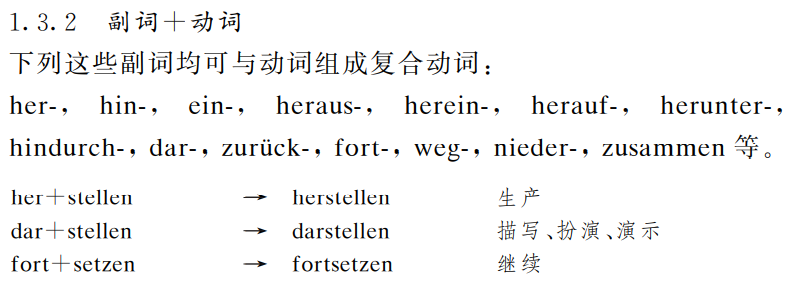 1.3.2 副词＋动词
下列这些副词均可与动词组成复合动词：
her-， hin-， ein-， heraus-， herein-， herauf-， herunter-，
hindurch-，dar-，zurück-，fort-，weg-，nieder-，zusammen 等。
her＋stellen → herstellen 生产
dar＋stellen → darstellen 描写、扮演、演示
fort＋setzen → fortsetzen 继续